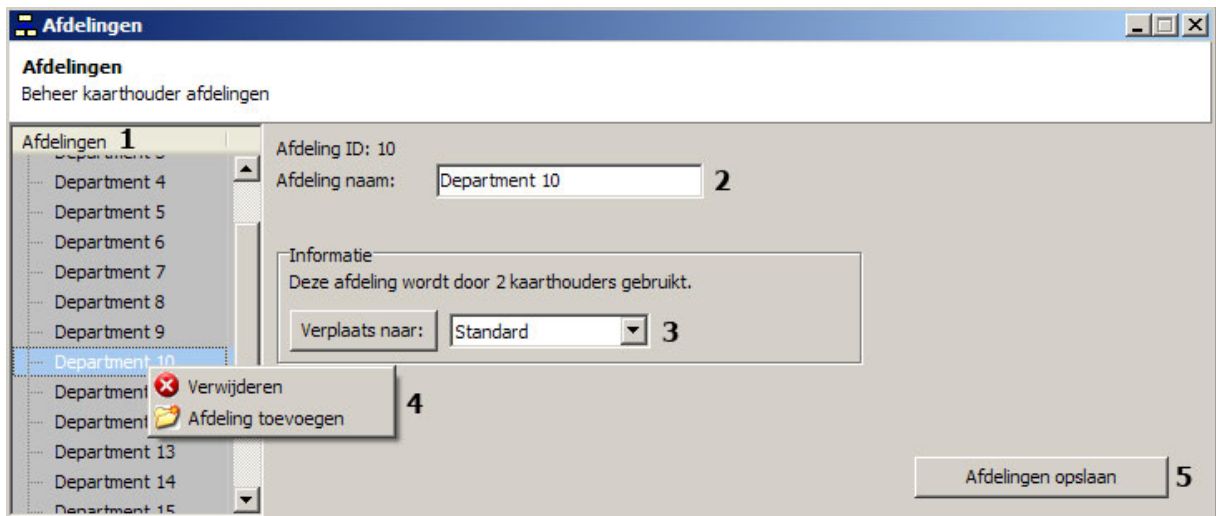 Afdelingen
Afdelingen
Beheer kaarthouder afdelingen
Afdelingen 1
Department 4
Department 5
Department 6
Department 7
Department 8
Department 9
Department 10
Department
Department
Department 13
Department 14
Department 15
Afdeling ID: 10
Afdeling naam: Department 10 2
Informatie
Deze afdeling wordt door 2 kaarthouders gebruikt.
Verplaats naar: Standard 3
Verwijderen
Afdeling toevoegen
4
Afdelingen opslaan 5